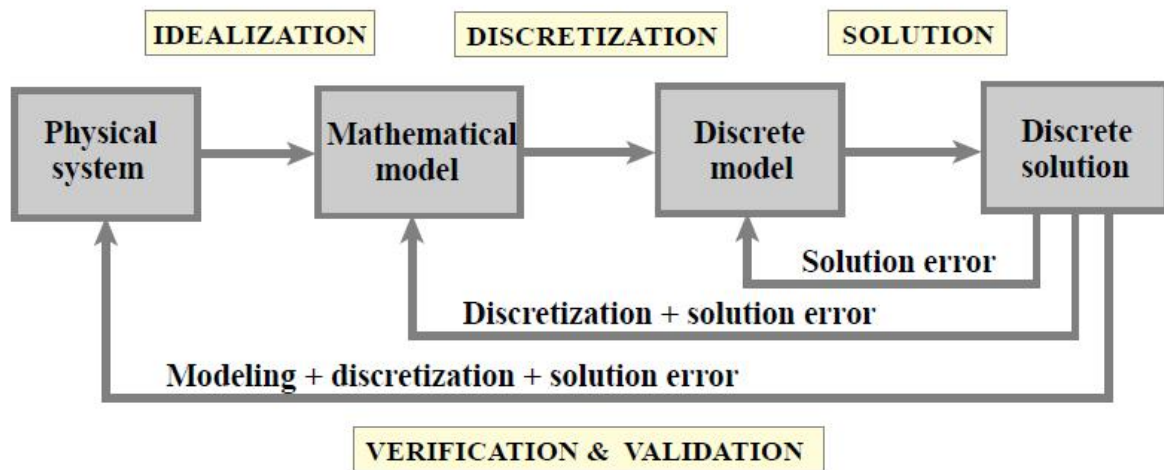 IDEALIZATION
DISCRETIZATION
SOLUTION
Physical
system
Mathematical
model
Discrete
model
Discrete
solution
Solution error
Discretization + solution error
Modeling + discretization + solution error
VERIFICATION & VALIDATION